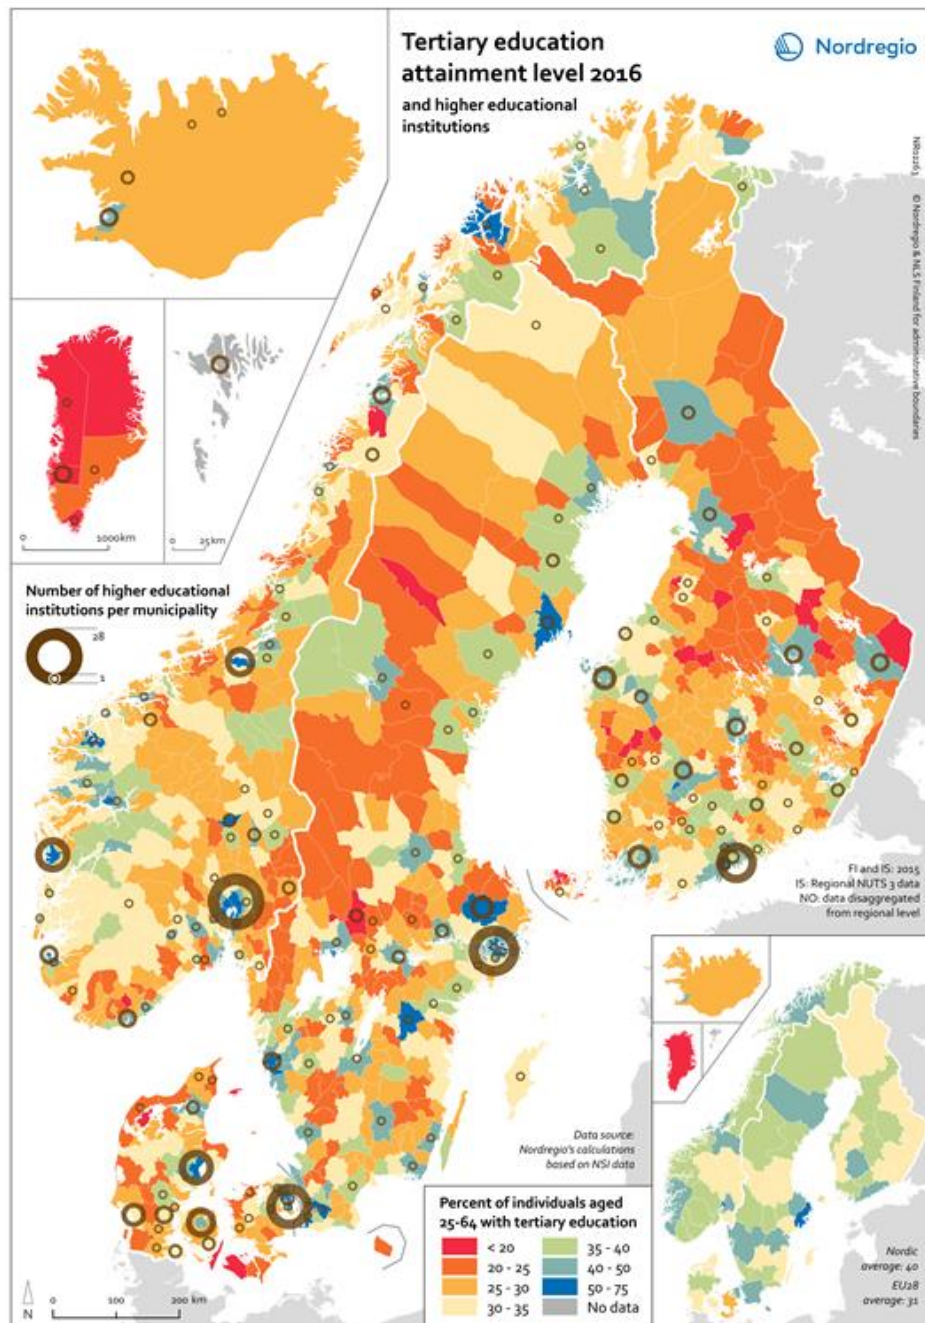 Tertiary education
attainment level 2016
and higher educational
institutions
Nordregio
© Nordregio & NLS Finland for administrative boundaries
0 1000km
0 25km
Number of higher educational
institutions per municipality
28
1
FI and IS: 2015
IS: Regional NUTS 3 data
NO: data disaggregated
from regional level
Data source:
Nordregio's calculations
based on NSI data
Percent of individuals aged
25-64 with tertiary education
< 20
20 - 25
25 - 30
30 - 35
35 - 40
40 - 50
50 - 75
No data
Nordic
average: 40
EU28
average: 31
N
0 100 200 km